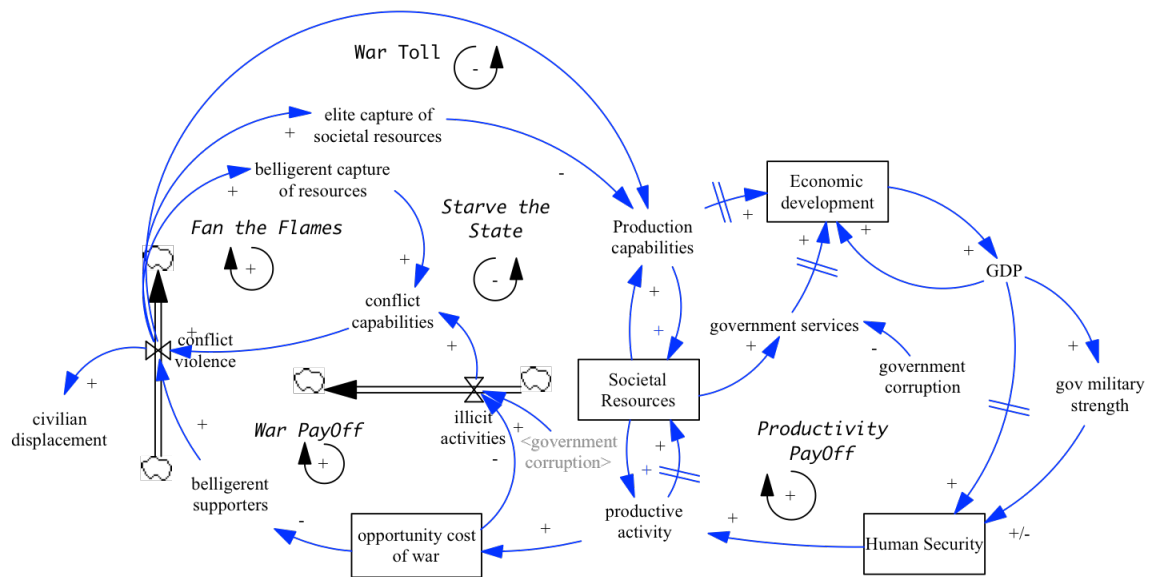 War Toll
-
elite capture of
societal resources
+
belligerent capture
of resources
+
-
Economic
development
+
+
+
+
Production
capabilities
Starve the
State
-
Fan the Flames
+
+
GDP
conflict
capabilities
+
+
+
conflict
violence
+
government services
+
-
government
corruption
+
gov military
strength
Societal
Resources
+
civilian
displacement
illicit
activities
+
<government
corruption>
+
War PayOff
+
-
+
+
Productivity
PayOff
+
belligerent
supporters
-
opportunity cost
of war
+
productive
activity
+
+
+/-
Human Security